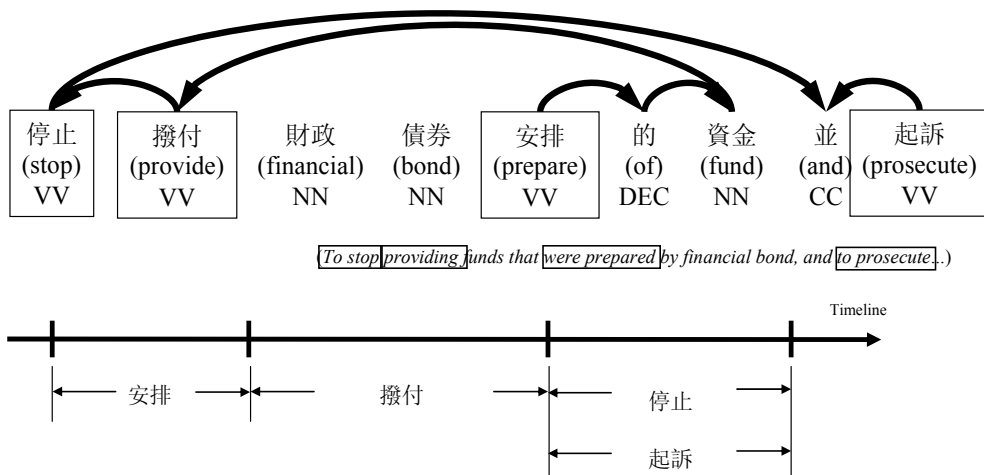 停止 撥付 財政 債券 安排 的 資金 並 起訴
(stop) (provide) (financial) (bond) (prepare) (of) (fund) (and) (prosecute)
VV VV NN NN VV DEC NN CC VV
(To stop providing funds that were prepared by financial bond, and to prosecute...)
Timeline
安排 撥付 停止
起訴